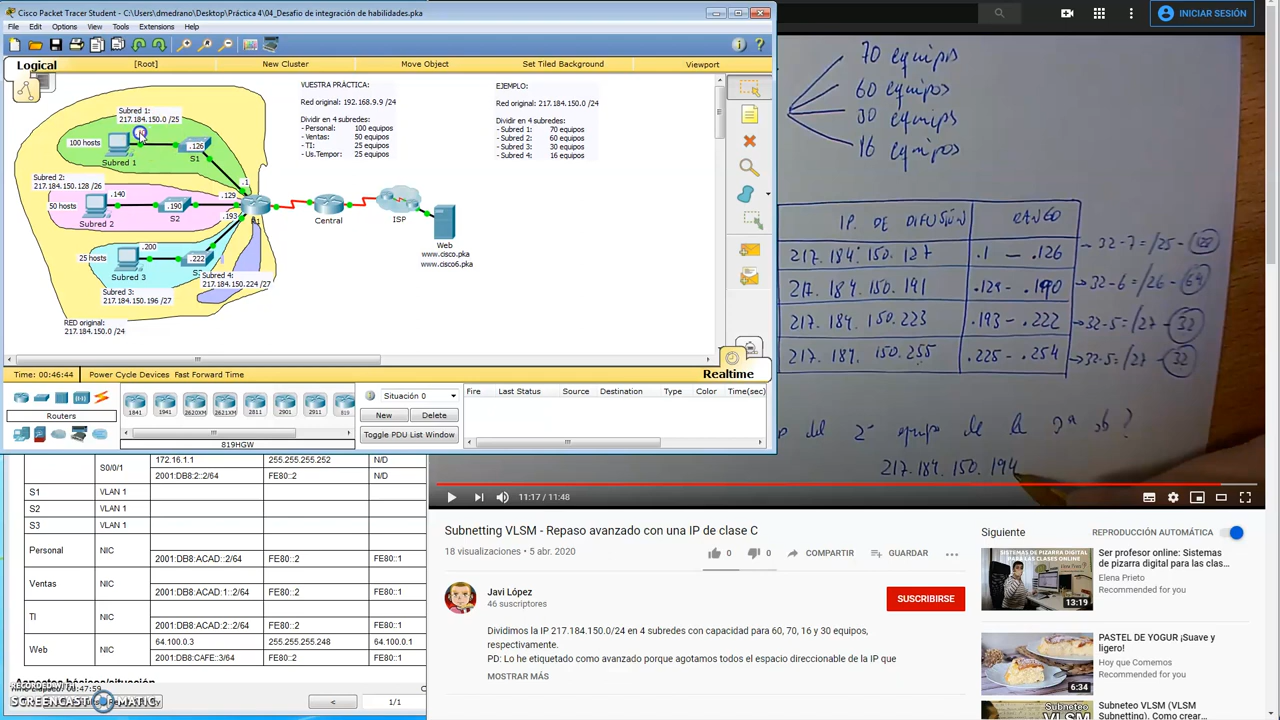 Cisco Packet Tracer Student - C:\Users\dmedrano\Desktop\Práctica 4\04_Desafio de integración de habilidades.pka
File Edit Options View Tools Extensions Help
Logical [Root] New Cluster Move Object Set Tiled Background Viewport
Subred 1:
217.184.150.0 /25
100 hosts
Subred 1
.126
S1
.1
Subred 2:
217.184.150.128 /26
.140
50 hosts
Subred 2
.190
S2
.129
.193
.200
25 hosts
Subred 3
.222
Subred 3:
217.184.150.196 /27
Subred 4:
217.184.150.224 /27
RED original:
217.184.150.0 /24
VUESTRA PRÁCTICA:
Red original: 192.168.9.9 /24
Dividir en 4 subredes:
- Personal: 100 equipos
- Ventas: 50 equipos
- TI: 25 equipos
- Us.Tempor: 25 equipos
EJEMPLO:
Red original: 217.184.150.0 /24
Dividir en 4 subredes:
- Subred 1: 70 equipos
- Subred 2: 60 equipos
- Subred 3: 30 equipos
- Subred 4: 16 equipos
Central
ISP
Web
www.cisco.pka
www.cisco6.pka
Realtime
Time: 00:46:44 Power Cycle Devices Fast Forward Time
Routers
1841 1941 2620XM 2621XM 2811 2901 2911 819
819HGW
Situación 0
New Delete
Toggle PDU List Window
Fire Last Status Source Destination Type Color Time(sec)
S0/0/1 172.16.1.1 255.255.255.252 N/D
2001:DB8:2::2/64 FE80::2 N/D
S1 VLAN 1
S2 VLAN 1
S3 VLAN 1
Personal NIC
2001:DB8:ACAD::2/64 FE80::2 FE80::1
Ventas NIC
2001:DB8:ACAD:1::2/64 FE80::2 FE80::1
TI NIC
2001:DB8:ACAD:2::2/64 FE80::2 FE80::1
Web NIC 64.100.0.3 255.255.255.248 64.100.0.1
2001:DB8:CAFE::3/64 FE80::2 FE80::1
RECORDED WITH
SCREENCAST MATIC
< 1/1
INICIAR SESIÓN
70 equipos
60 equipos
30 equipos
16 equipos
IP. DE DIFUSIÓN RANGO
217.184.150.127 .1 - .126 32-7=/25- 128
217.184.150.191 .129 - .190 32-6=/26-64
217.184.150.223 .193 - .222 32-5=/27-32
217.184.150.255 .225 - .254 32-5=/27-32
del 2º equipo de la 3ª sb?
217.184.150.194
11:17 / 11:48
Subnetting VLSM - Repaso avanzado con una IP de clase C
18 visualizaciones • 5 abr. 2020
0 0 COMPARTIR GUARDAR
Javi López
46 suscriptores
SUSCRIBIRSE
Dividimos la IP 217.184.150.0/24 en 4 subredes con capacidad para 60, 70, 16 y 30 equipos,
respectivamente.
PD: Lo he etiquetado como avanzado porque agotamos todos el espacio direccionable de la IP que
MOSTRAR MÁS
Siguiente REPRODUCCIÓN AUTOMÁTICA
Ser profesor online: Sistemas
de pizarra digital para las clas…
Elena Prieto
Recommended for you
13:19
PASTEL DE YOGUR ¡Suave y
ligero!
Hoy que Comemos
Recommended for you
6:34
Subneteo VLSM (VLSM
Subnetting). Como crear…